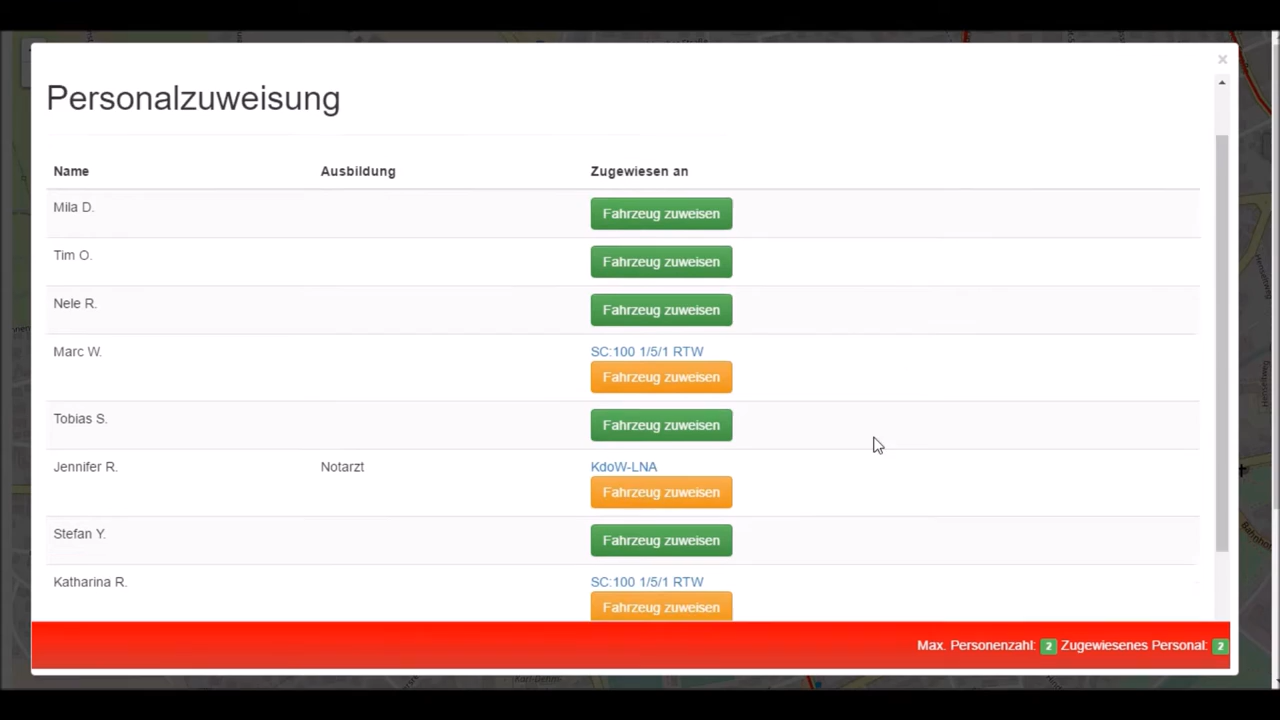 ×
Personalzuweisung
Name Ausbildung Zugewiesen an
Mila D. Fahrzeug zuweisen
Tim O. Fahrzeug zuweisen
Nele R. Fahrzeug zuweisen
Marc W. SC:100 1/5/1 RTW
Fahrzeug zuweisen
Tobias S. Fahrzeug zuweisen
Jennifer R. Notarzt KdoW-LNA
Fahrzeug zuweisen
Stefan Y. Fahrzeug zuweisen
Katharina R. SC:100 1/5/1 RTW
Fahrzeug zuweisen
Max. Personenzahl: 2 Zugewiesenes Personal: 2